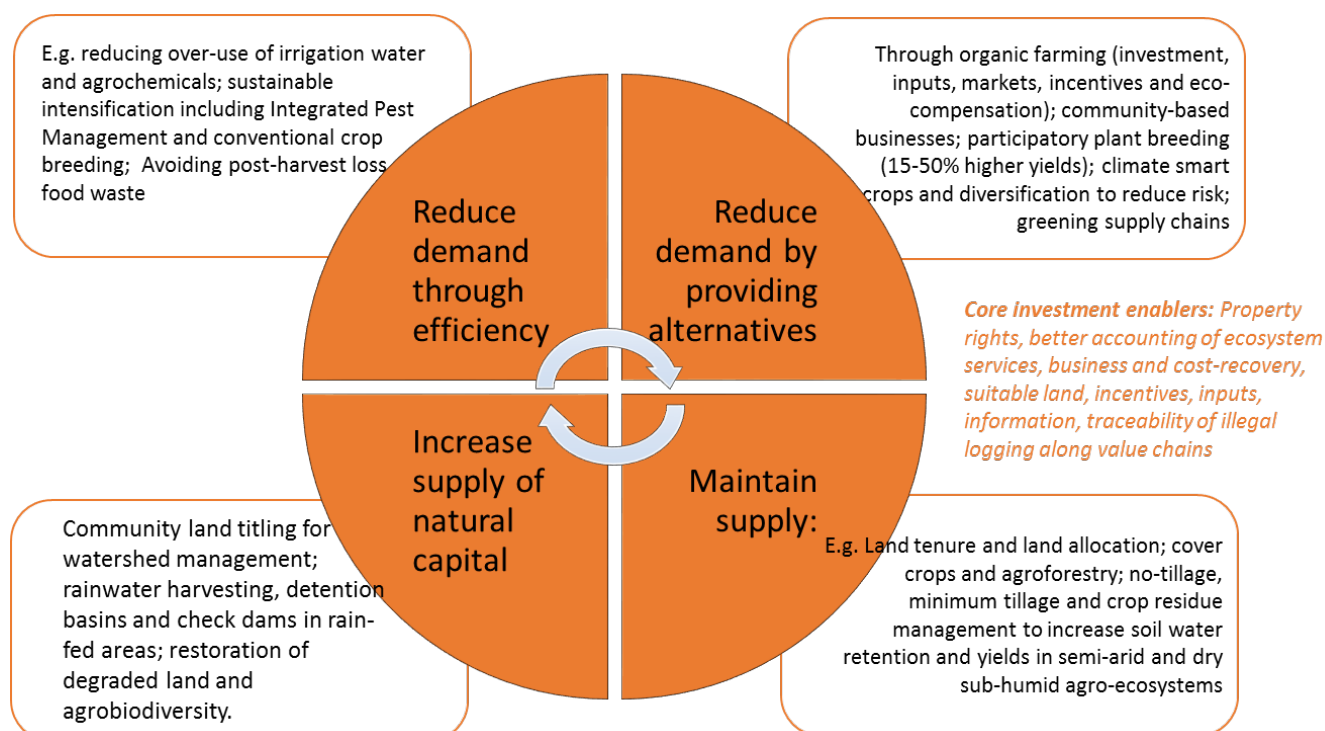 E.g. reducing over-use of irrigation water
and agrochemicals; sustainable
intensification including Integrated Pest
Management and conventional crop
breeding;  Avoiding post-harvest loss
food waste
Through organic farming (investment,
inputs, markets, incentives and eco-
compensation); community-based
businesses; participatory plant breeding
(15-50% higher yields); climate smart
crops and diversification to reduce risk;
greening supply chains
Reduce
demand
through
efficiency
Reduce
demand by
providing
alternatives
Core investment enablers: Property
rights, better accounting of ecosystem
services, business and cost-recovery,
suitable land, incentives, inputs,
information, traceability of illegal
logging along value chains
Increase
supply of
natural
capital
Maintain
supply:
Community land titling for
watershed management;
rainwater harvesting, detention
basins and check dams in rain-
fed areas; restoration of
degraded land and
agrobiodiversity.
E.g. Land tenure and land allocation; cover
crops and agroforestry; no-tillage,
minimum tillage and crop residue
management to increase soil water
retention and yields in semi-arid and dry
sub-humid agro-ecosystems